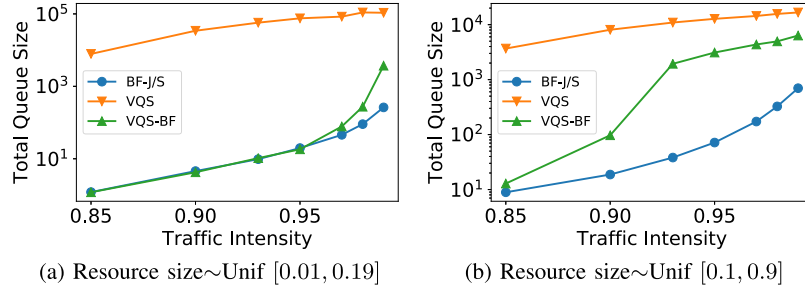 Total Queue Size
10^5
10^3
10^1
BF-J/S
VQS
VQS-BF
0.85
0.90
0.95
Traffic Intensity
(a) Resource size~Unif [0.01, 0.19]
Total Queue Size
10^4
10^3
10^2
10^1
BF-J/S
VQS
VQS-BF
0.85
0.90
0.95
Traffic Intensity
(b) Resource size~Unif [0.1, 0.9]